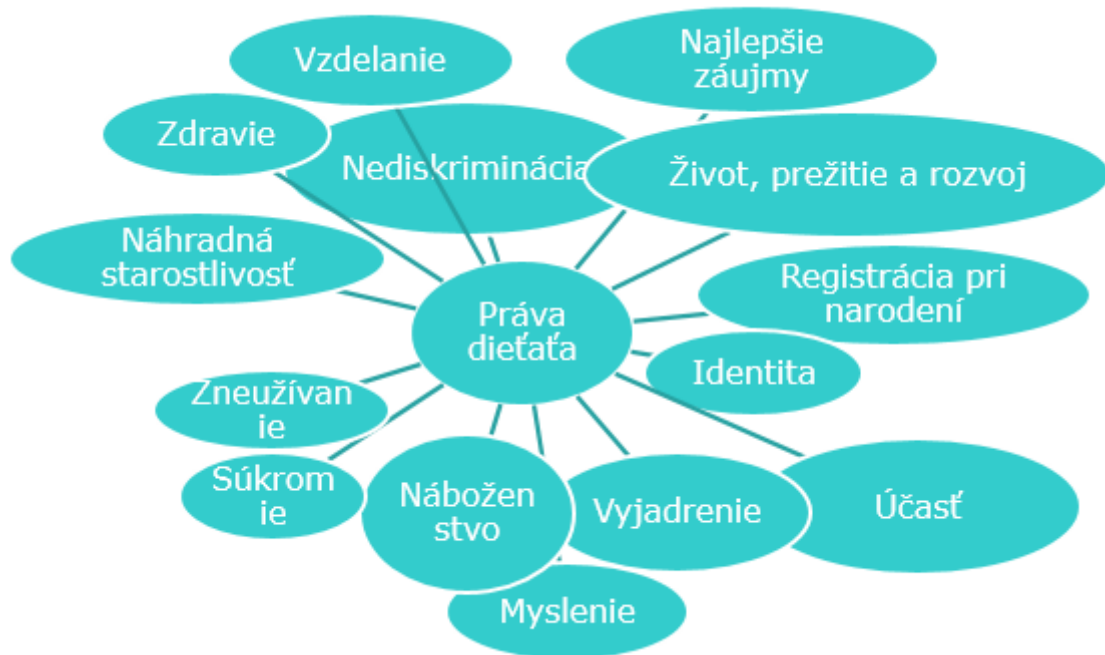 Vzdelanie
Najlepšie
záujmy
Zdravie
Nediskriminácia
Život, prežitie a rozvoj
Náhradná
starostlivosť
Registrácia pri
narodení
Práva
dieťaťa
Identita
Zneužívan
ie
Súkrom
ie
Nábožen
stvo
Vyjadrenie
Účasť
Myslenie